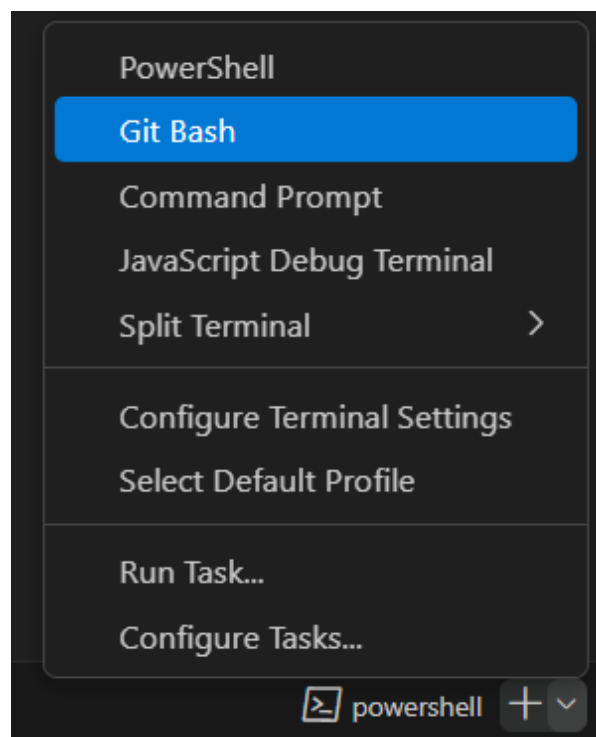 PowerShell
Git Bash
Command Prompt
JavaScript Debug Terminal
Split Terminal
Configure Terminal Settings
Select Default Profile
Run Task...
Configure Tasks...
powershell